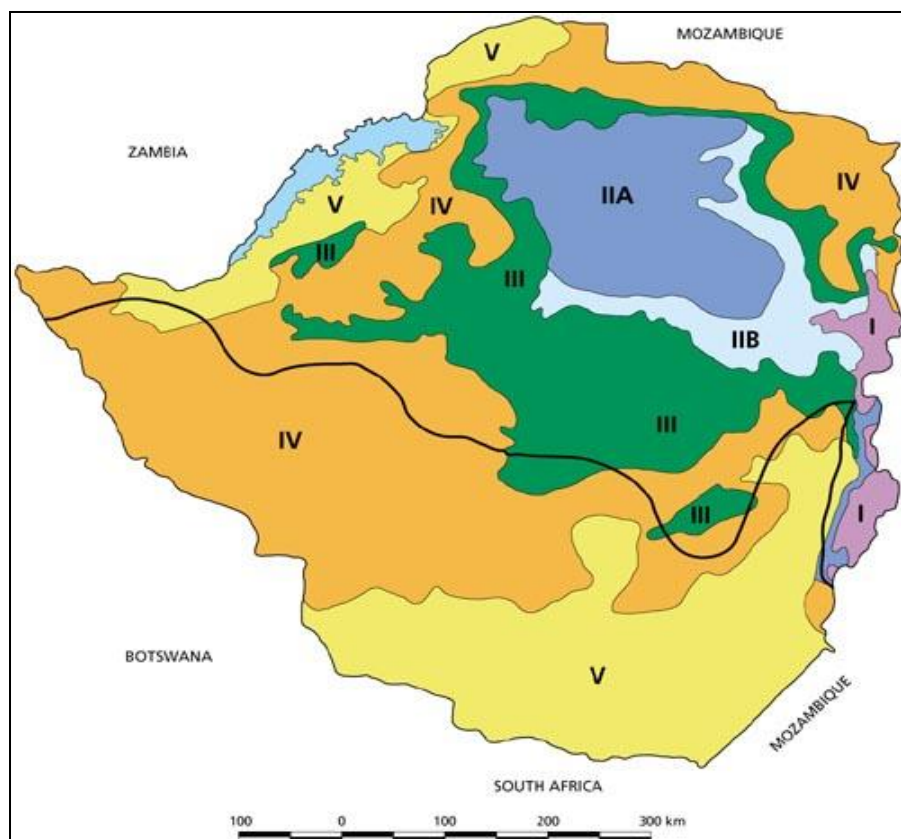 MOZAMBIQUE
V
ZAMBIA
IIA
IV
V
IV
III
III
I
IIB
III
IV
III
I
BOTSWANA
V
MOZAMBIQUE
SOUTH AFRICA
100 0 100 200 300 km